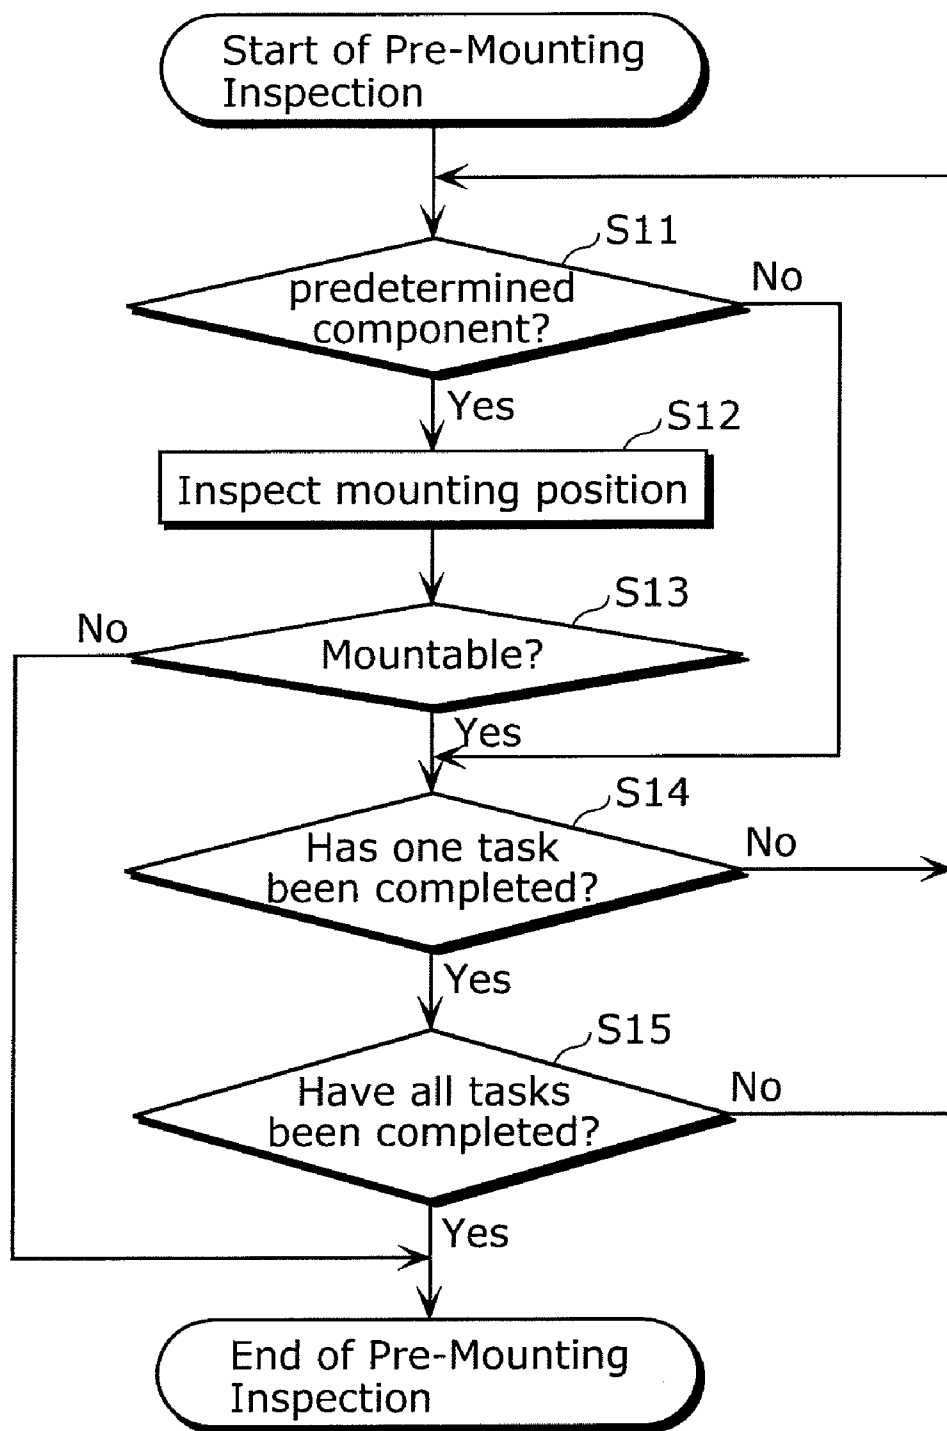 Start of Pre-Mounting
Inspection
S11
predetermined
component?
No
Yes
S12
Inspect mounting position
S13
No
Mountable?
Yes
S14
Has one task
been completed?
No
Yes
S15
Have all tasks
been completed?
No
Yes
End of Pre-Mounting
Inspection